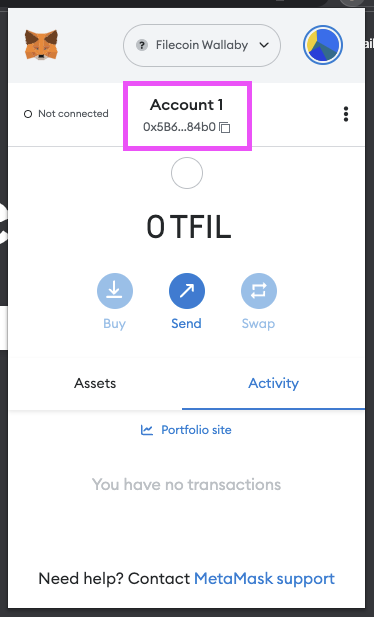 ? Filecoin Wallaby
Not connected
Account 1
0x5B6...84b0
0 TFIL
Buy
Send
Swap
Assets
Activity
Portfolio site
You have no transactions
Need help? Contact MetaMask support